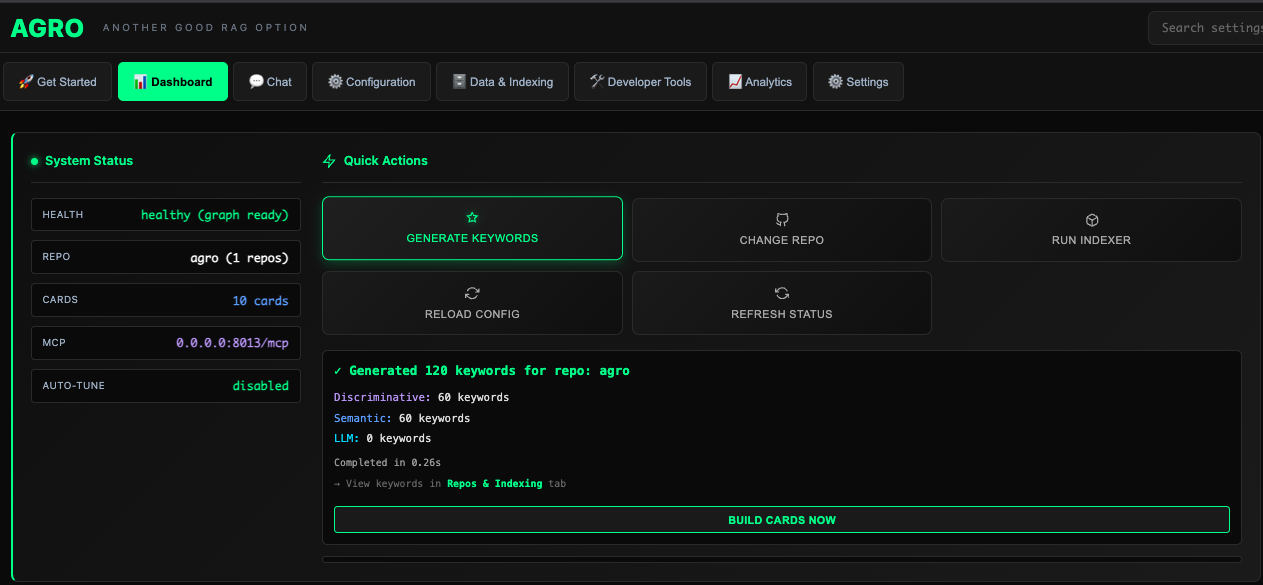 AGRO ANOTHER GOOD RAG OPTION
Search settings
🚀 Get Started 📊 Dashboard 💬 Chat ⚙️ Configuration 🗄️ Data & Indexing 🛠️ Developer Tools 📈 Analytics ⚙️ Settings
System Status
HEALTH healthy (graph ready)
REPO agro (1 repos)
CARDS 10 cards
MCP 0.0.0.0:8013/mcp
AUTO-TUNE disabled
Quick Actions
GENERATE KEYWORDS
CHANGE REPO
RUN INDEXER
RELOAD CONFIG
REFRESH STATUS
✓ Generated 120 keywords for repo: agro
Discriminative: 60 keywords
Semantic: 60 keywords
LLM: 0 keywords
Completed in 0.26s
→ View keywords in Repos & Indexing tab
BUILD CARDS NOW